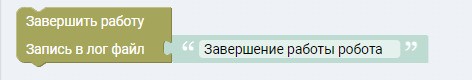 Завершить работу
Запись в лог файл “ Завершение работы робота ”